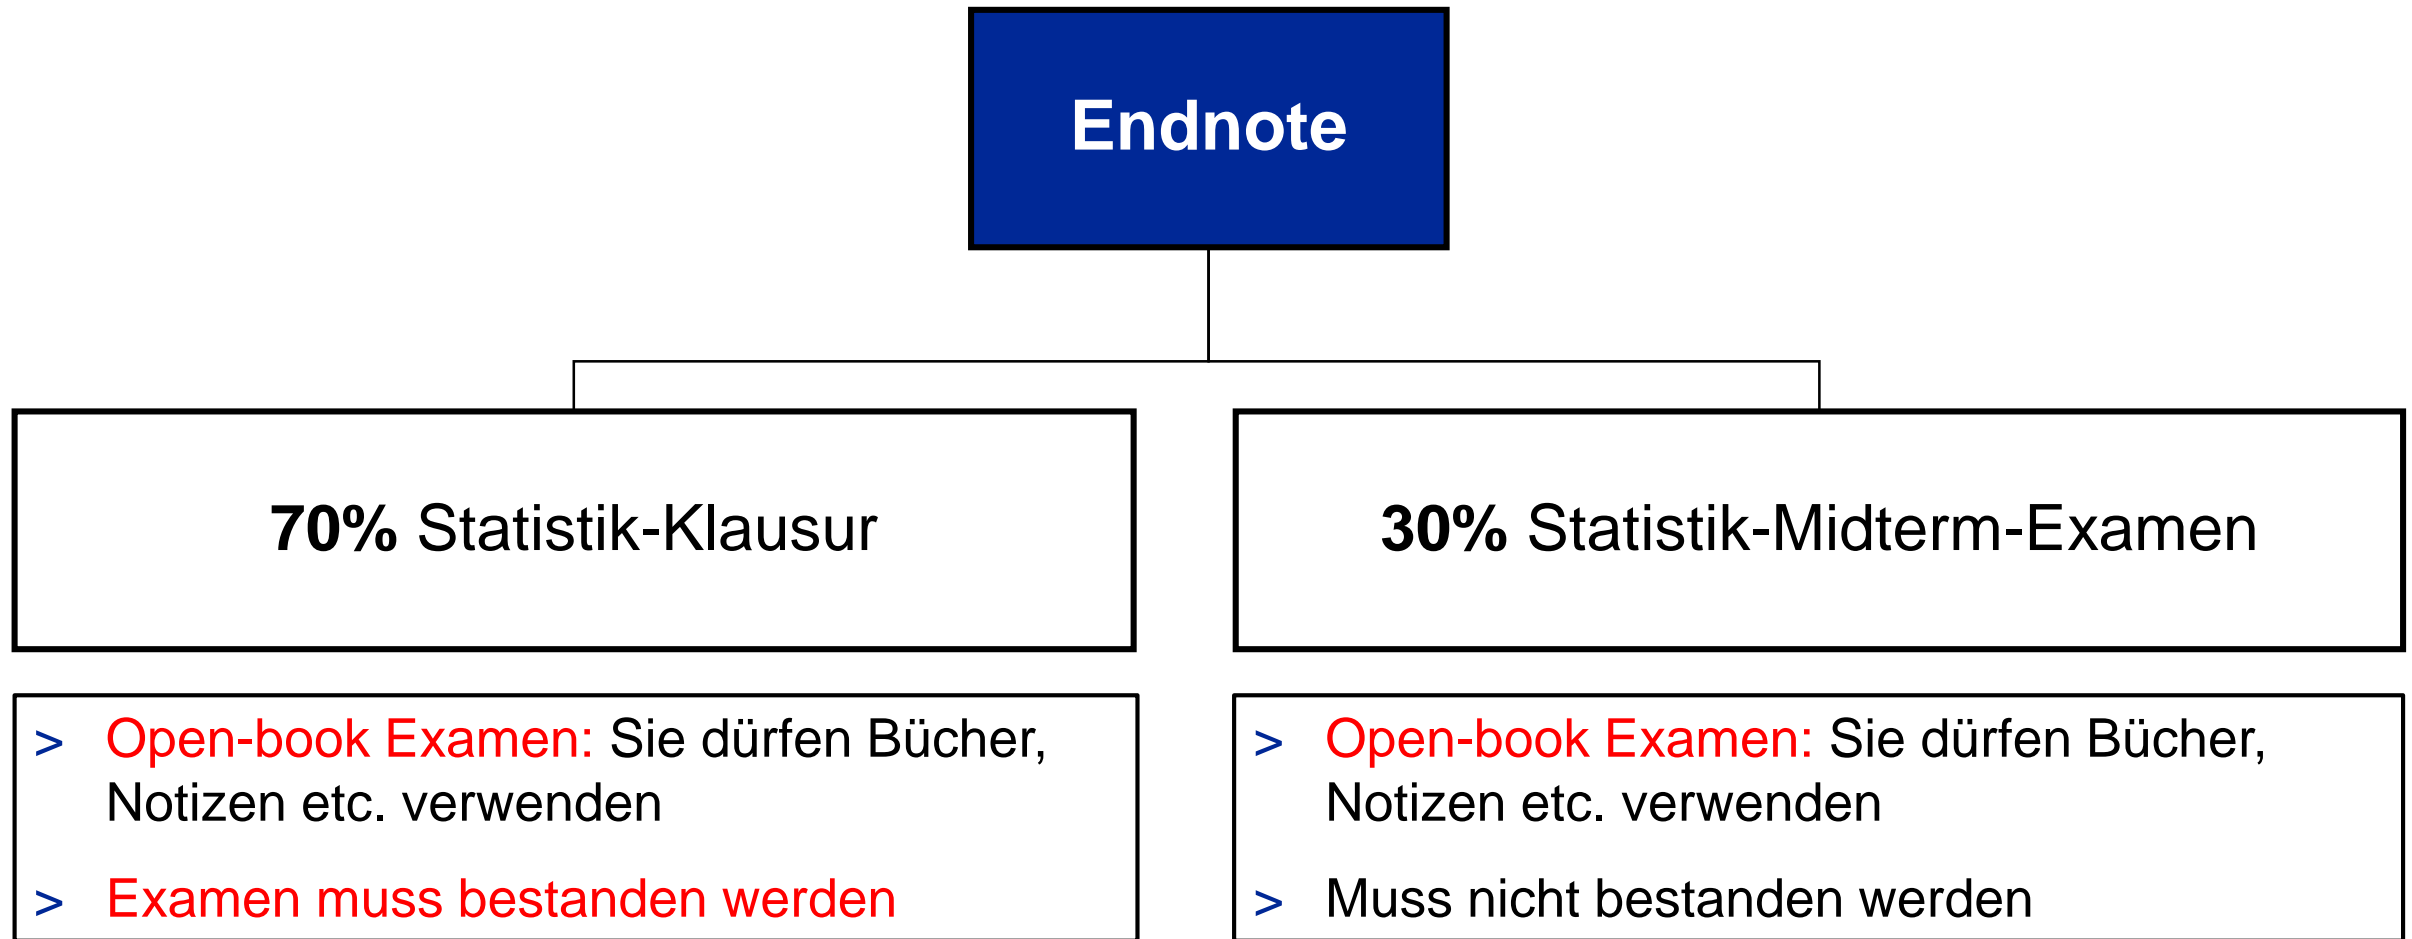 Endnote
70% Statistik-Klausur
30% Statistik-Midterm-Examen
> Open-book Examen: Sie dürfen Bücher,
Notizen etc. verwenden
> Examen muss bestanden werden
> Open-book Examen: Sie dürfen Bücher,
Notizen etc. verwenden
> Muss nicht bestanden werden